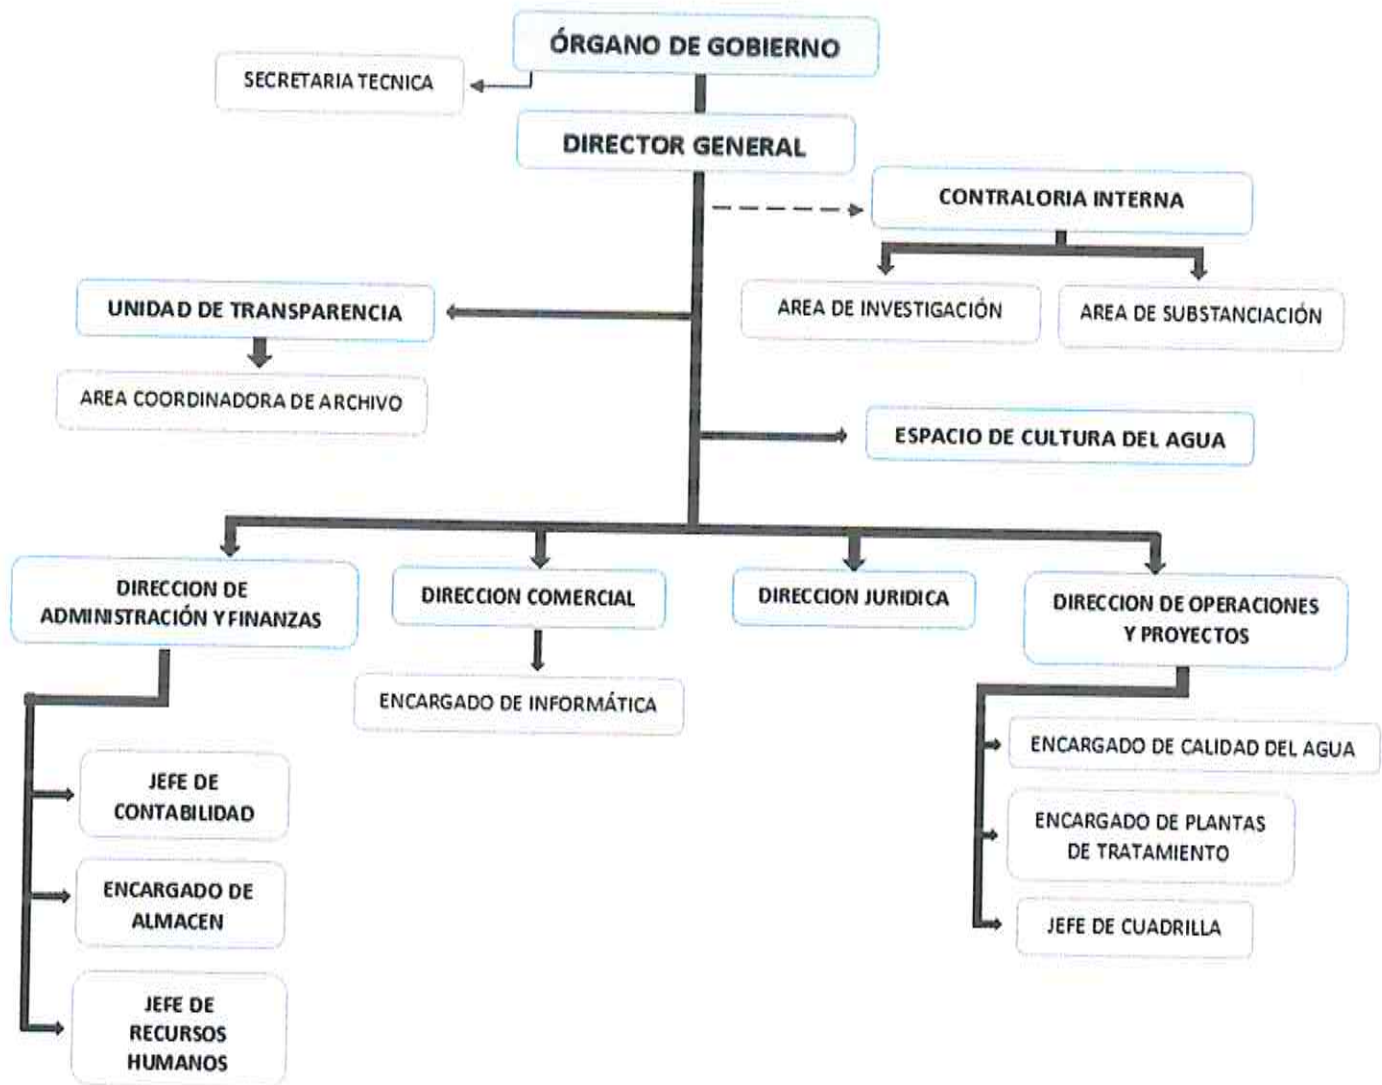 ÓRGANO DE GOBIERNO
SECRETARIA TECNICA
DIRECTOR GENERAL
CONTRALORIA INTERNA
AREA DE INVESTIGACIÓN
AREA DE SUBSTANCIACIÓN
UNIDAD DE TRANSPARENCIA
AREA COORDINADORA DE ARCHIVO
ESPACIO DE CULTURA DEL AGUA
DIRECCION DE
ADMINISTRACIÓN Y FINANZAS
DIRECCION COMERCIAL
DIRECCION JURIDICA
DIRECCION DE OPERACIONES
Y PROYECTOS
ENCARGADO DE INFORMÁTICA
JEFE DE
CONTABILIDAD
ENCARGADO DE
ALMACEN
JEFE DE
RECURSOS
HUMANOS
ENCARGADO DE CALIDAD DEL AGUA
ENCARGADO DE PLANTAS
DE TRATAMIENTO
JEFE DE CUADRILLA